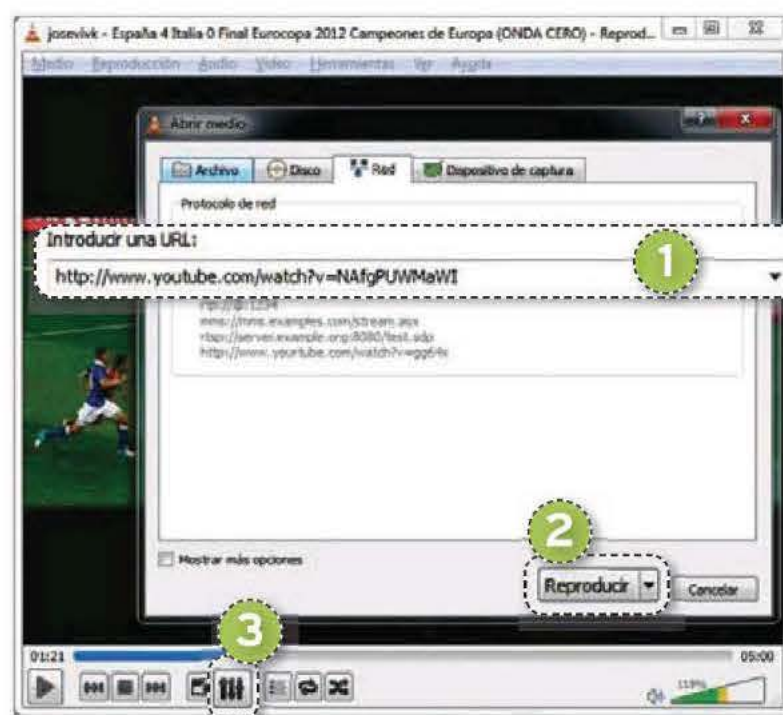 josevivk - España 4 Italia 0 Final Eurocopa 2012 Campeones de Europa (ONDA CERO) - Reprod...
Medio Reproducción Audio Video Herramientas Ver Ayuda
Abrir medio
Archivo Disco Red Dispositivo de captura
Protocolo de red
Introducir una URL:
1
http://www.youtube.com/watch?v=NAfgPUWMaWI
mms://mms.examples.com/stream.asx
rtsp://server.example.org:8080/test.sdp
http://www.yourtube.com/watch?v=gg64x
2
Mostrar más opciones
Reproducir
Cancelar
3
01:21
05:00
119%